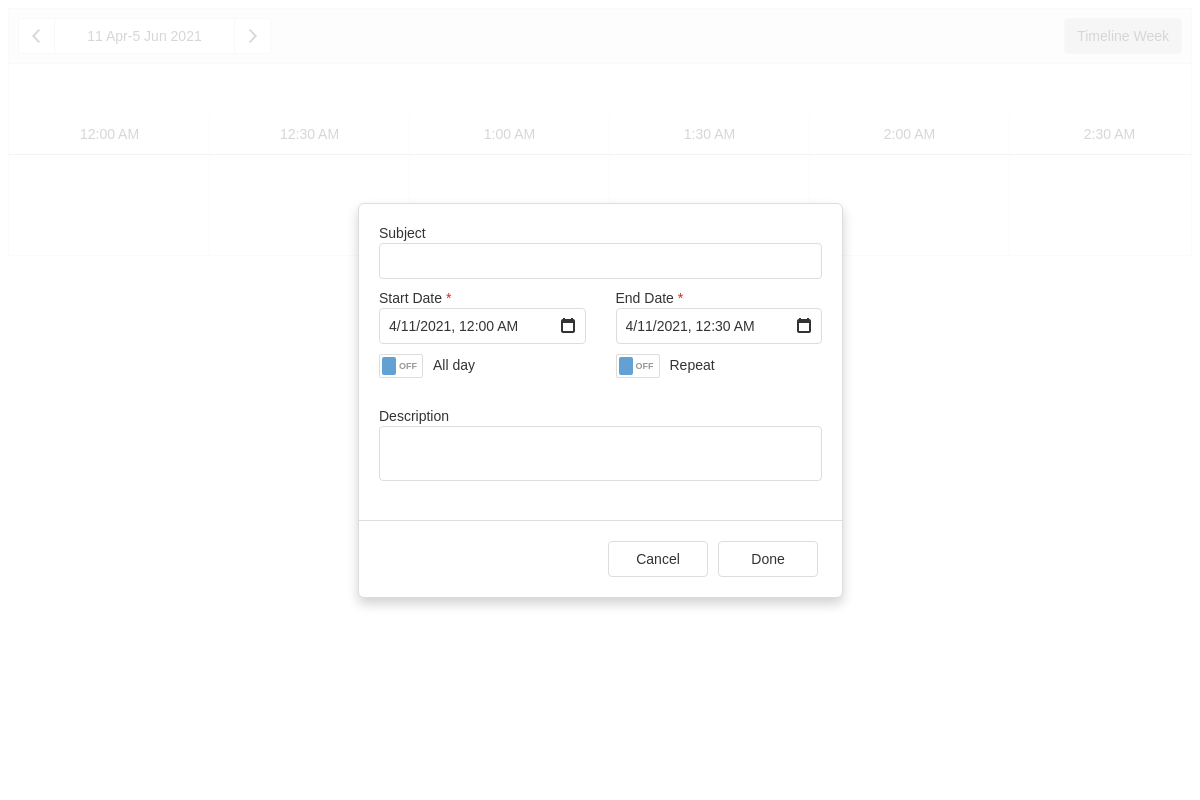 11 Apr-5 Jun 2021
Timeline Week
12:00 AM 12:30 AM 1:00 AM 1:30 AM 2:00 AM 2:30 AM
Subject
Start Date * End Date *
4/11/2021, 12:00 AM 4/11/2021, 12:30 AM
OFF All day OFF Repeat
Description
Cancel Done